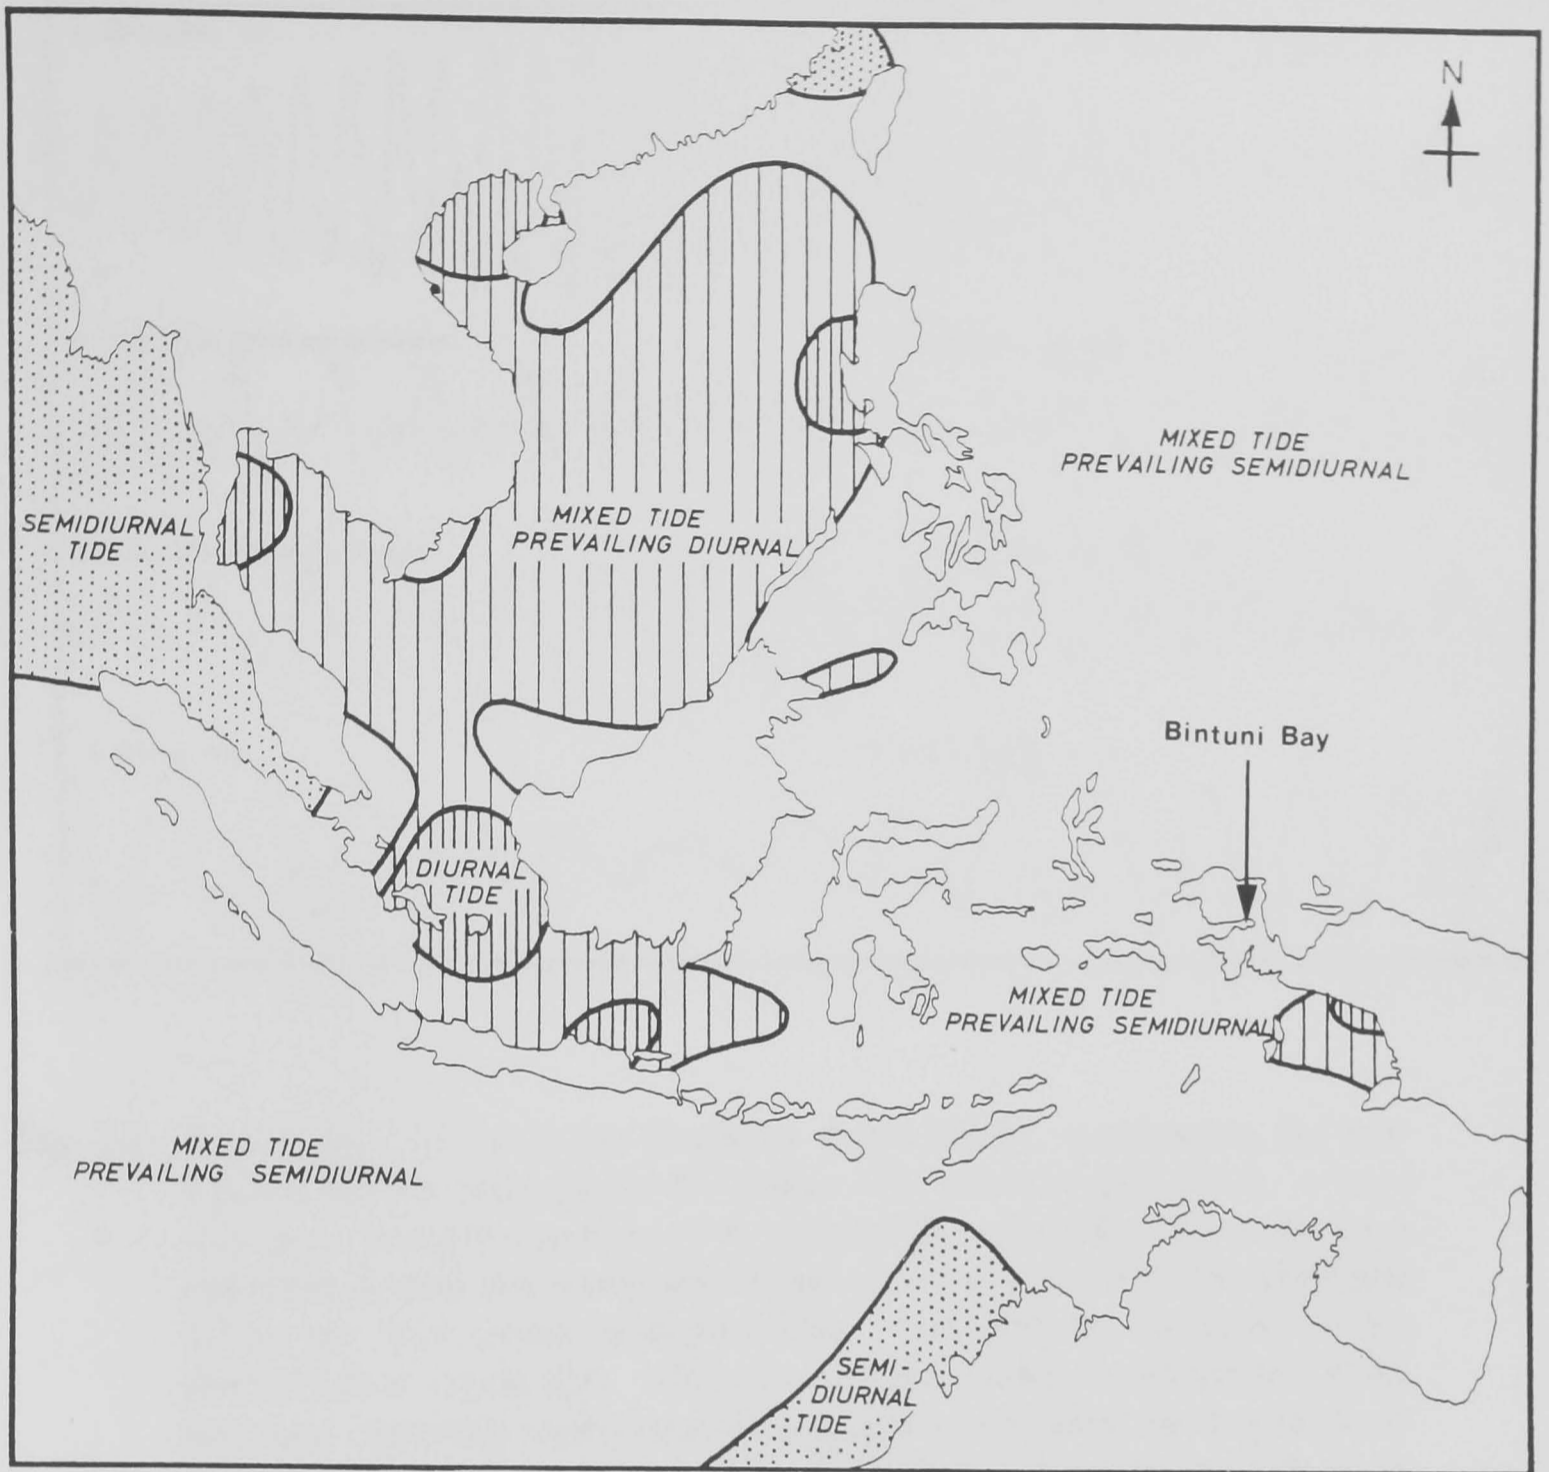 N
MIXED TIDE
PREVAILING SEMIDIURNAL
SEMIDIURNAL
TIDE
MIXED TIDE
PREVAILING DIURNAL
Bintuni Bay
DIURNAL
TIDE
MIXED TIDE
PREVAILING SEMIDIURNAL
MIXED TIDE
PREVAILING SEMIDIURNAL
SEMI-
DIURNAL
TIDE